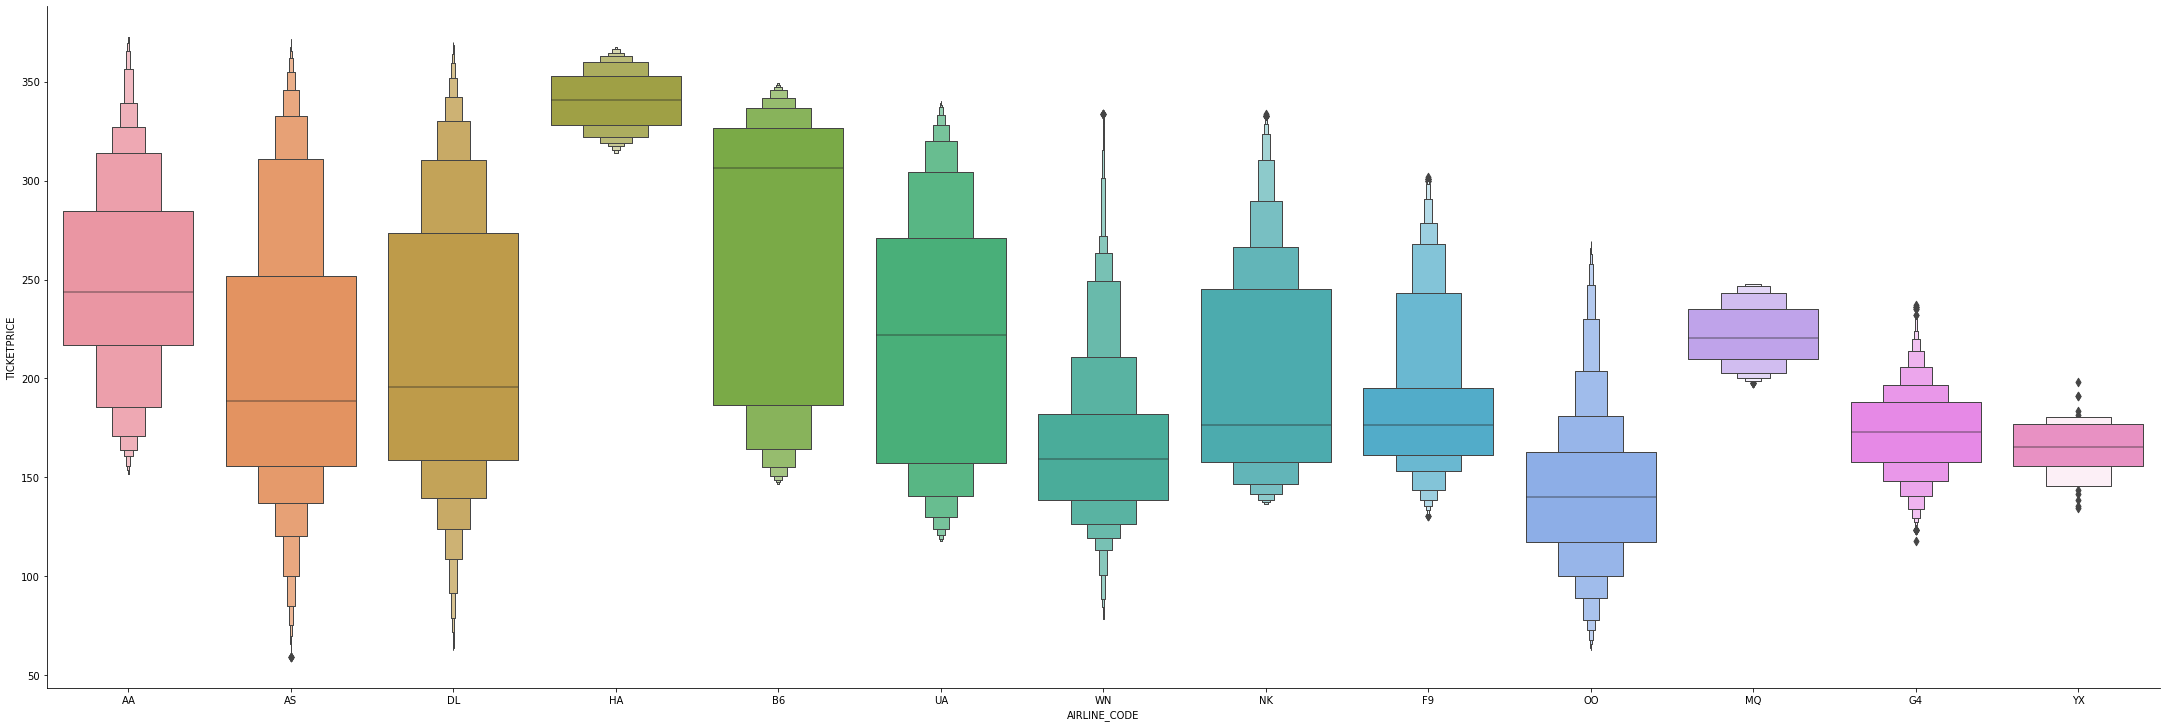 TICKETPRICE
350
300
250
200
150
100
50
AA AS DL HA B6 UA WN NK F9 OO MQ G4 YX
AIRLINE_CODE